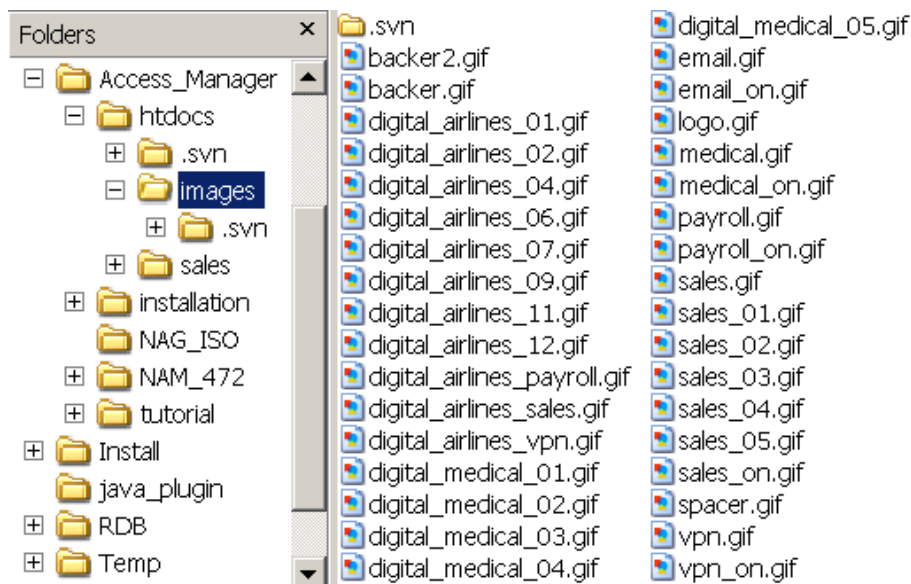 Folders
Access_Manager
htdocs
.svn
images
.svn
sales
installation
NAG_ISO
NAM_472
tutorial
Install
java_plugin
RDB
Temp
.svn
backer2.gif
backer.gif
digital_airlines_01.gif
digital_airlines_02.gif
digital_airlines_04.gif
digital_airlines_06.gif
digital_airlines_07.gif
digital_airlines_09.gif
digital_airlines_11.gif
digital_airlines_12.gif
digital_airlines_payroll.gif
digital_airlines_sales.gif
digital_airlines_vpn.gif
digital_medical_01.gif
digital_medical_02.gif
digital_medical_03.gif
digital_medical_04.gif
digital_medical_05.gif
email.gif
email_on.gif
logo.gif
medical.gif
medical_on.gif
payroll.gif
payroll_on.gif
sales.gif
sales_01.gif
sales_02.gif
sales_03.gif
sales_04.gif
sales_05.gif
sales_on.gif
spacer.gif
vpn.gif
vpn_on.gif